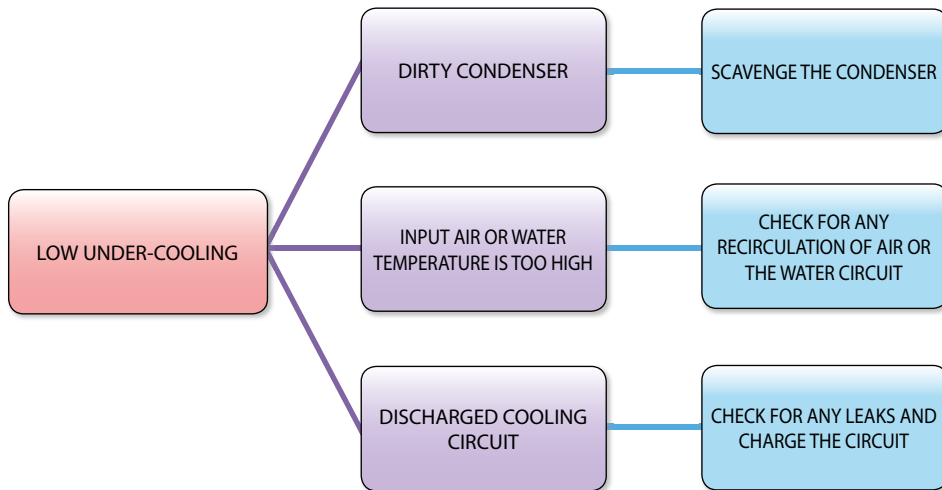 DIRTY CONDENSER
SCAVENGE THE CONDENSER
LOW UNDER-COOLING
INPUT AIR OR WATER
TEMPERATURE IS TOO HIGH
CHECK FOR ANY
RECIRCULATION OF AIR OR
THE WATER CIRCUIT
DISCHARGED COOLING
CIRCUIT
CHECK FOR ANY LEAKS AND
CHARGE THE CIRCUIT